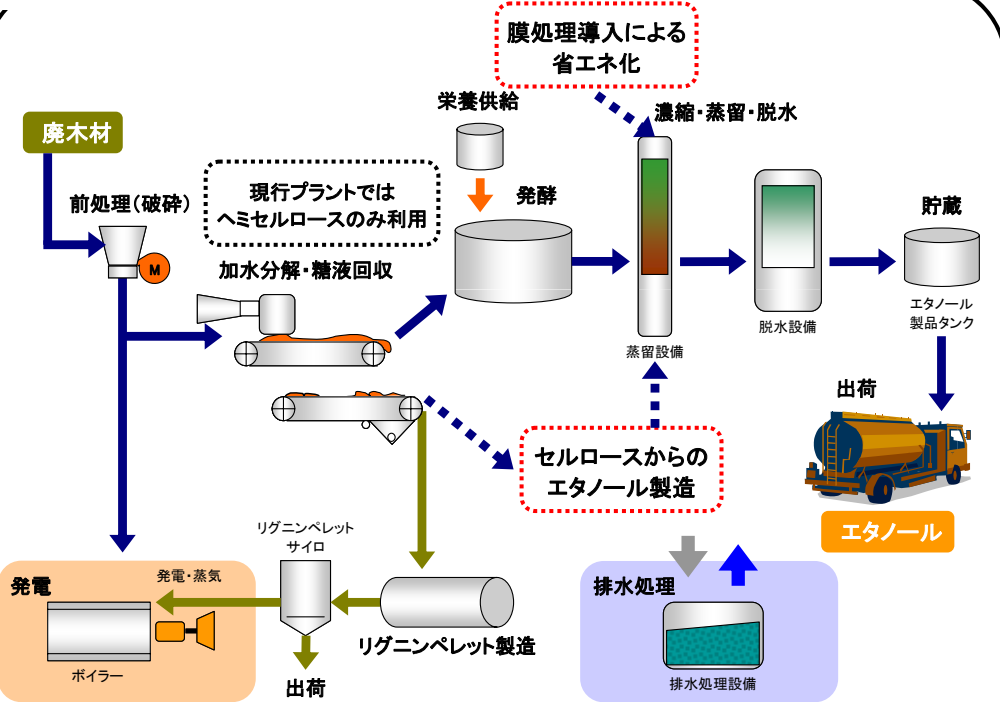 膜処理導入による
省エネ化
栄養供給
濃縮・蒸留・脱水
廃木材
現行プラントでは
ヘミセルロースのみ利用
前処理(破砕)
発酵
貯蔵
M
加水分解・糖液回収
エタノール
製品タンク
脱水設備
蒸留設備
出荷
セルロースからの
エタノール製造
エタノール
リグニンペレット
サイロ
発電
発電・蒸気
排水処理
リグニンペレット製造
ボイラー
出荷
排水処理設備